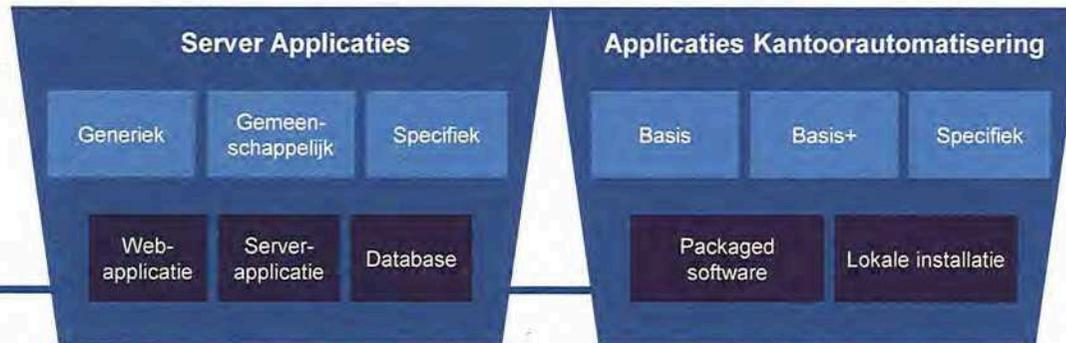 Server Applicaties
Applicaties Kantoorautomatisering
Generiek
Gemeen-
schappelijk
Specifiek
Basis
Basis+
Specifiek
Web-
applicatie
Server-
applicatie
Database
Packaged
software
Lokale installatie